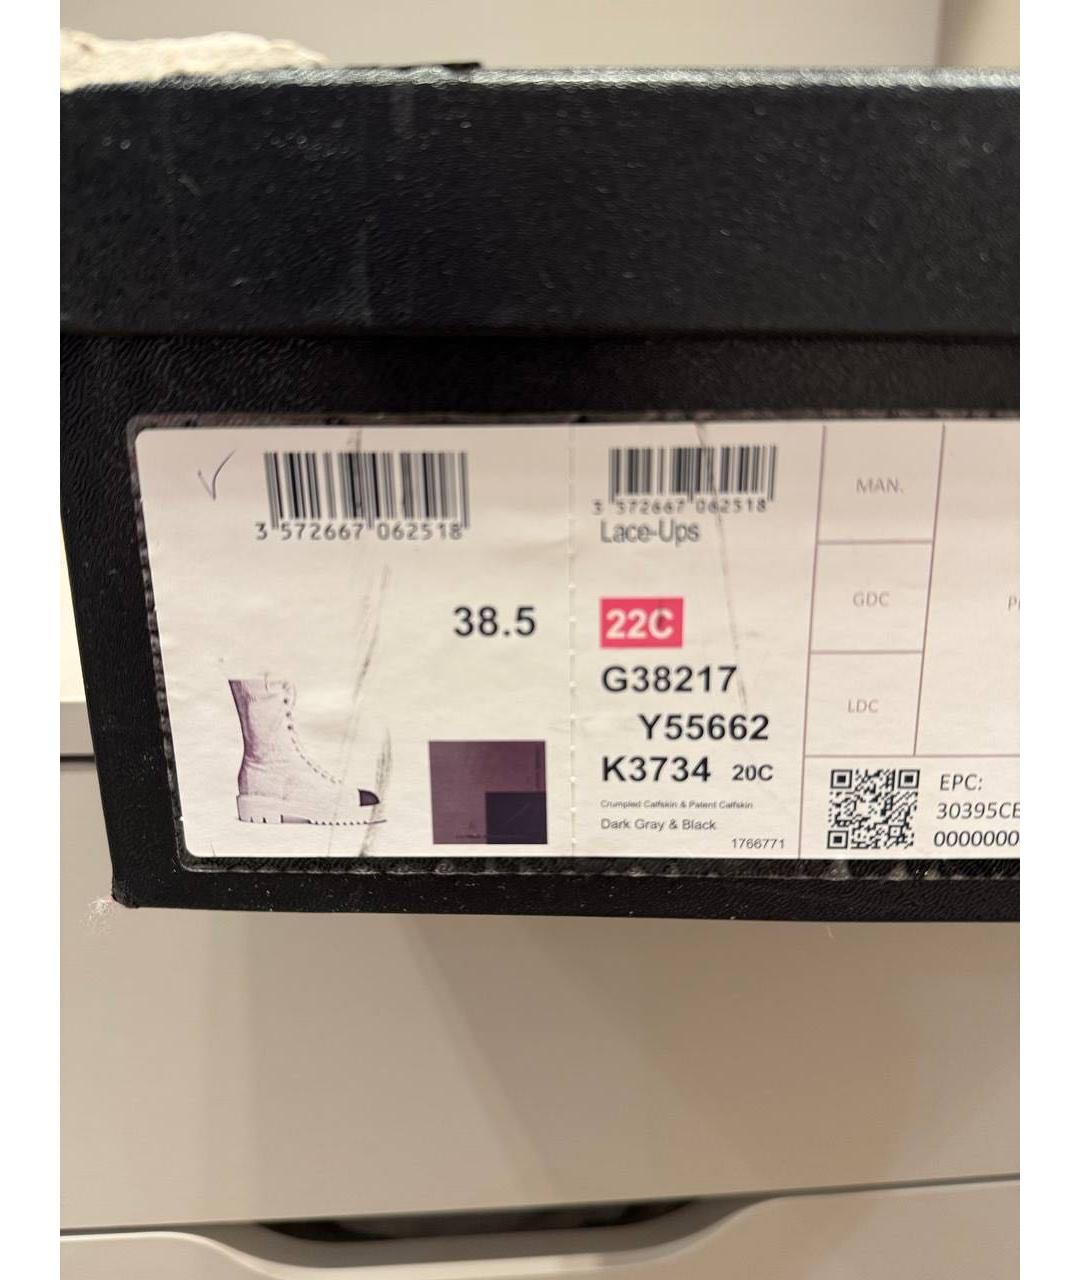 3 572667 062518
38.5
3 572667 062518
Lace-Ups
22C
G38217
Y55662
K3734 20C
Crumpled Calfskin & Patent Calfskin
Dark Gray & Black
1766771
MAN.
GDC
LDC
EPC:
30395CE
0000000